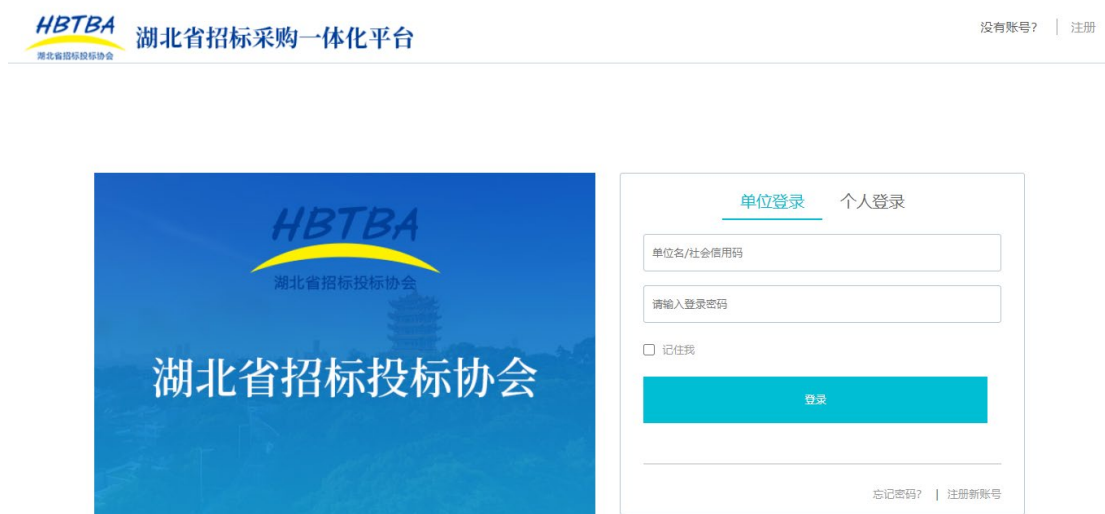 HBTBA
湖北省招标投标协会
湖北省招标采购一体化平台
没有账号? | 注册
HBTBA
湖北省招标投标协会
湖北省招标投标协会
单位登录 个人登录
单位名/社会信用码
请输入登录密码
记住我
登录
忘记密码? | 注册新账号